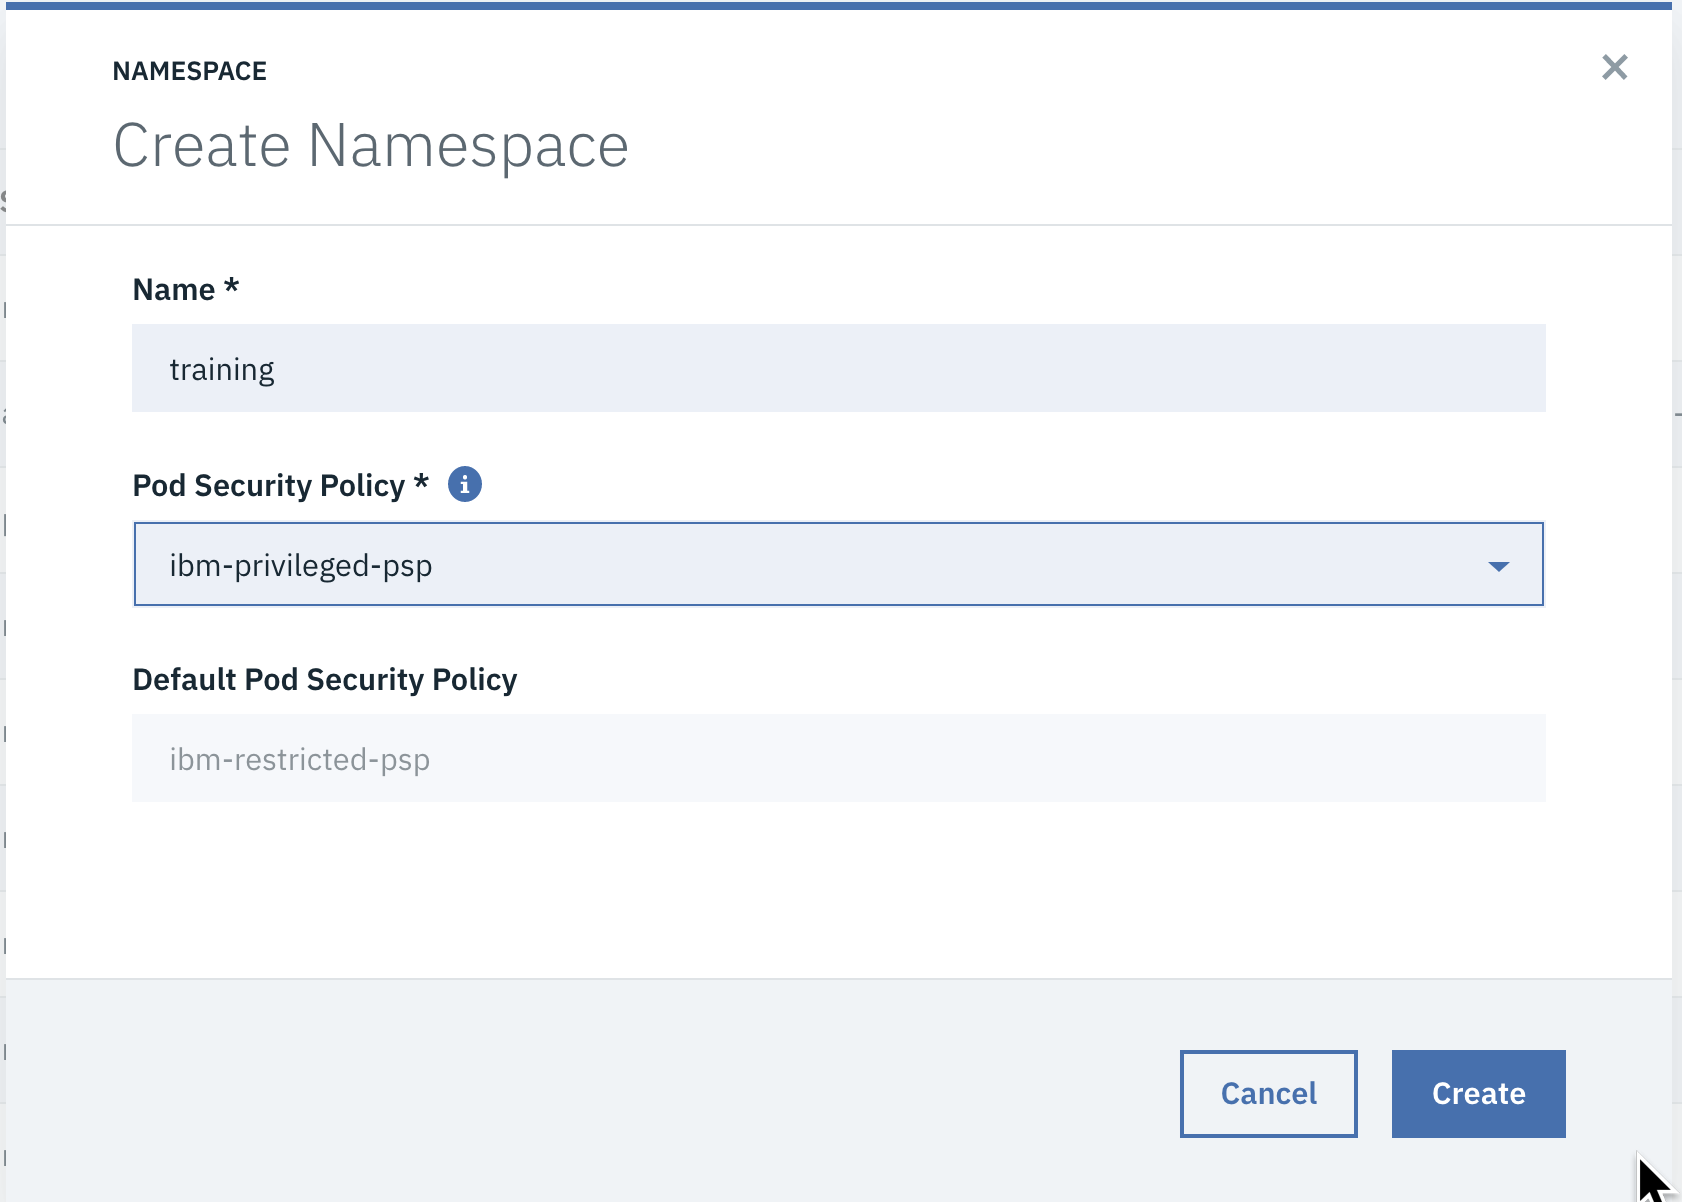 NAMESPACE
Create Namespace
Name *
training
Pod Security Policy *
ibm-privileged-psp
Default Pod Security Policy
ibm-restricted-psp
Cancel
Create